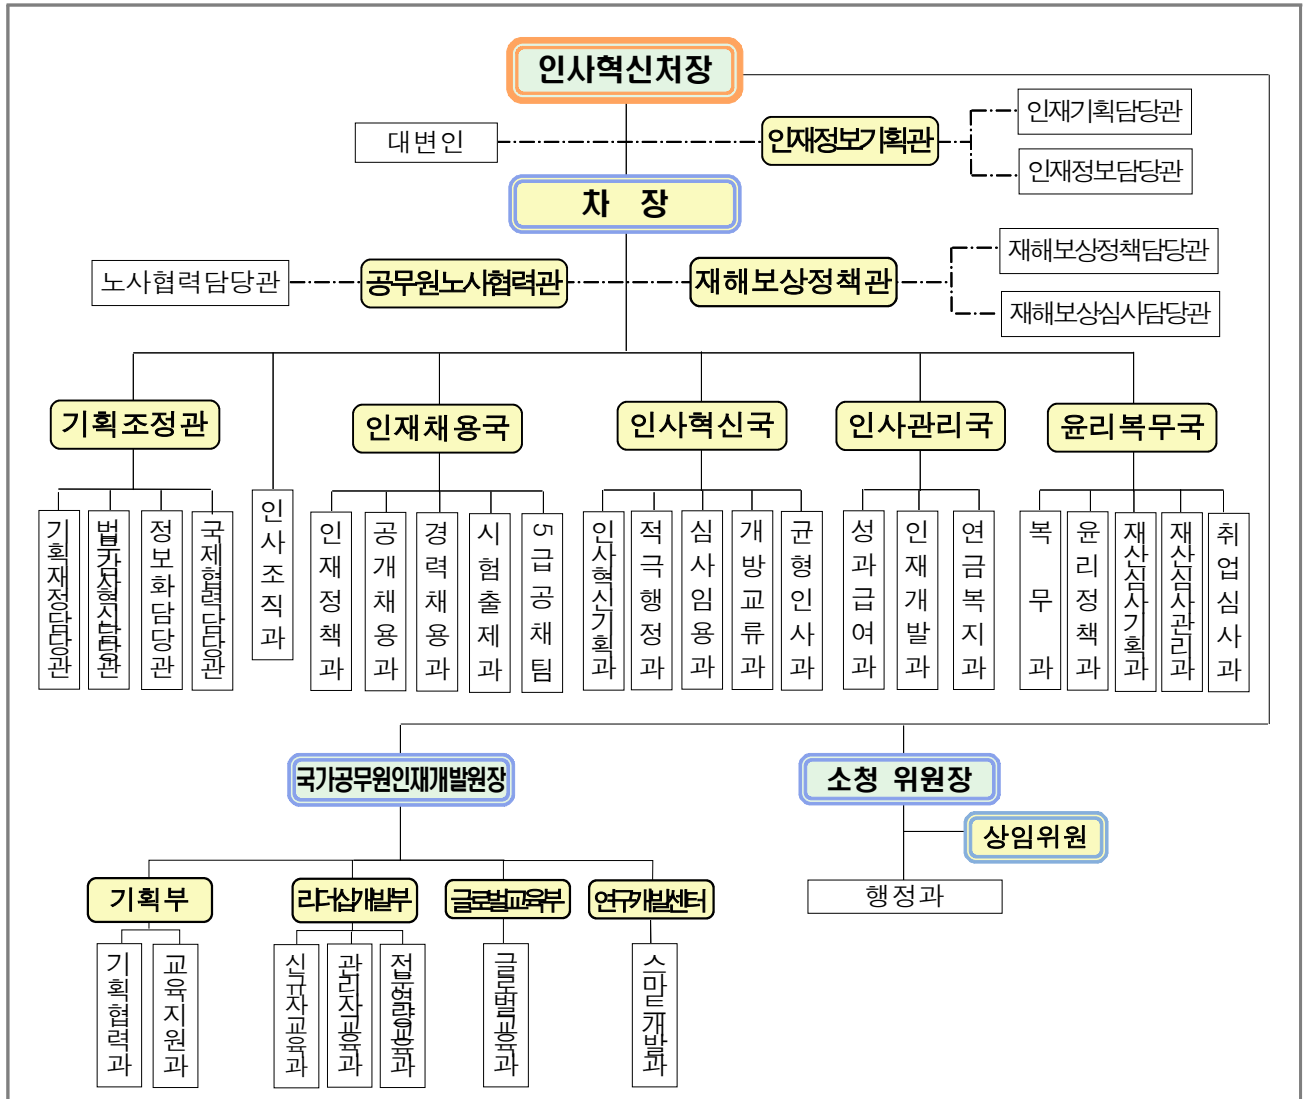 인사혁신처장
대변인
인재정보기획관
인재기획담당관
인재정보담당관
차 장
노사협력담당관
공무원노사협력관
재해보상정책관
재해보상정책담당관
재해보상심사담당관
기획조정관
인재채용국
인사혁신국
인사관리국
윤리복무국
기획재정담당관
법무감사혁신담당관
정보화담당관
국제협력담당관
인사조직과
인재정책과
공개채용과
경력채용과
시험출제과
5급공채팀
인사혁신기획과
적극행정과
심사임용과
개방교류과
균형인사과
성과급여과
인재개발과
연금복지과
복무과
윤리정책과
재산심사기획과
재산심사관리과
취업심사과
국가공무원인재개발원장
소청 위원장
상임위원
행정과
기획부
리더십개발부
글로벌교육부
연구개발센터
기획협력과
교육지원과
신규자교육과
관리자교육과
전문역량교육과
글로벌교육과
스마트개발과